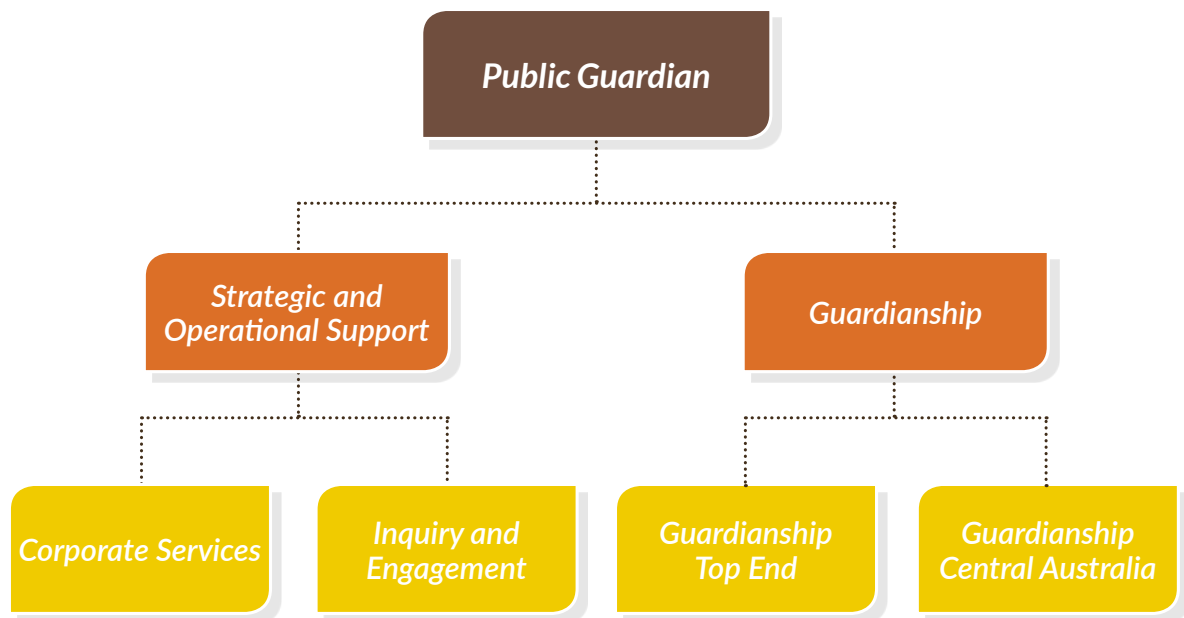 Public Guardian
Strategic and
Operational Support
Guardianship
Corporate Services
Inquiry and
Engagement
Guardianship
Top End
Guardianship
Central Australia